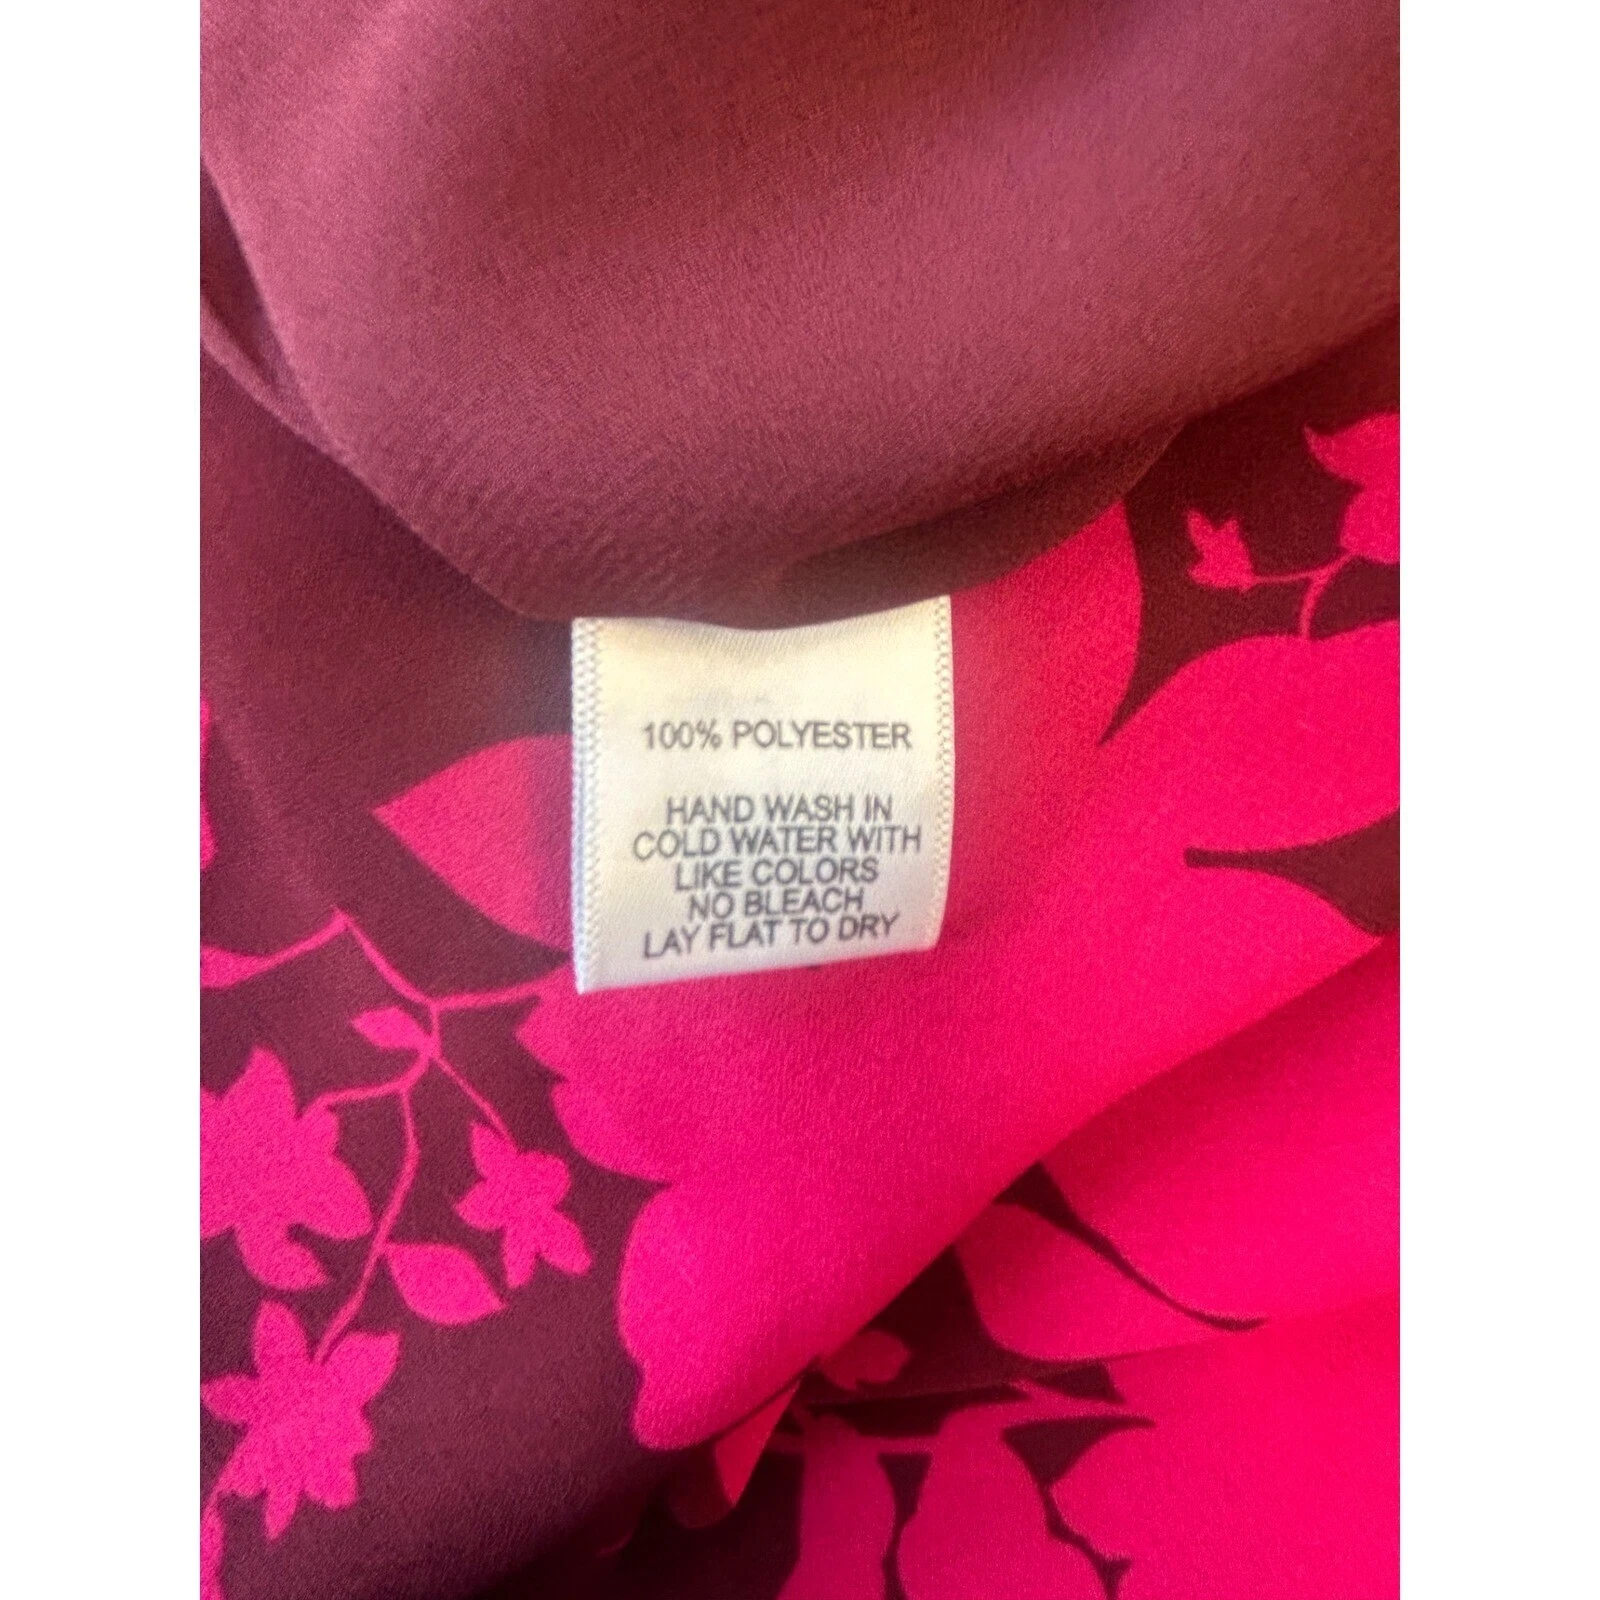 100% POLYESTER
HAND WASH IN
COLD WATER WITH
LIKE COLORS
NO BLEACH
LAY FLAT TO DRY